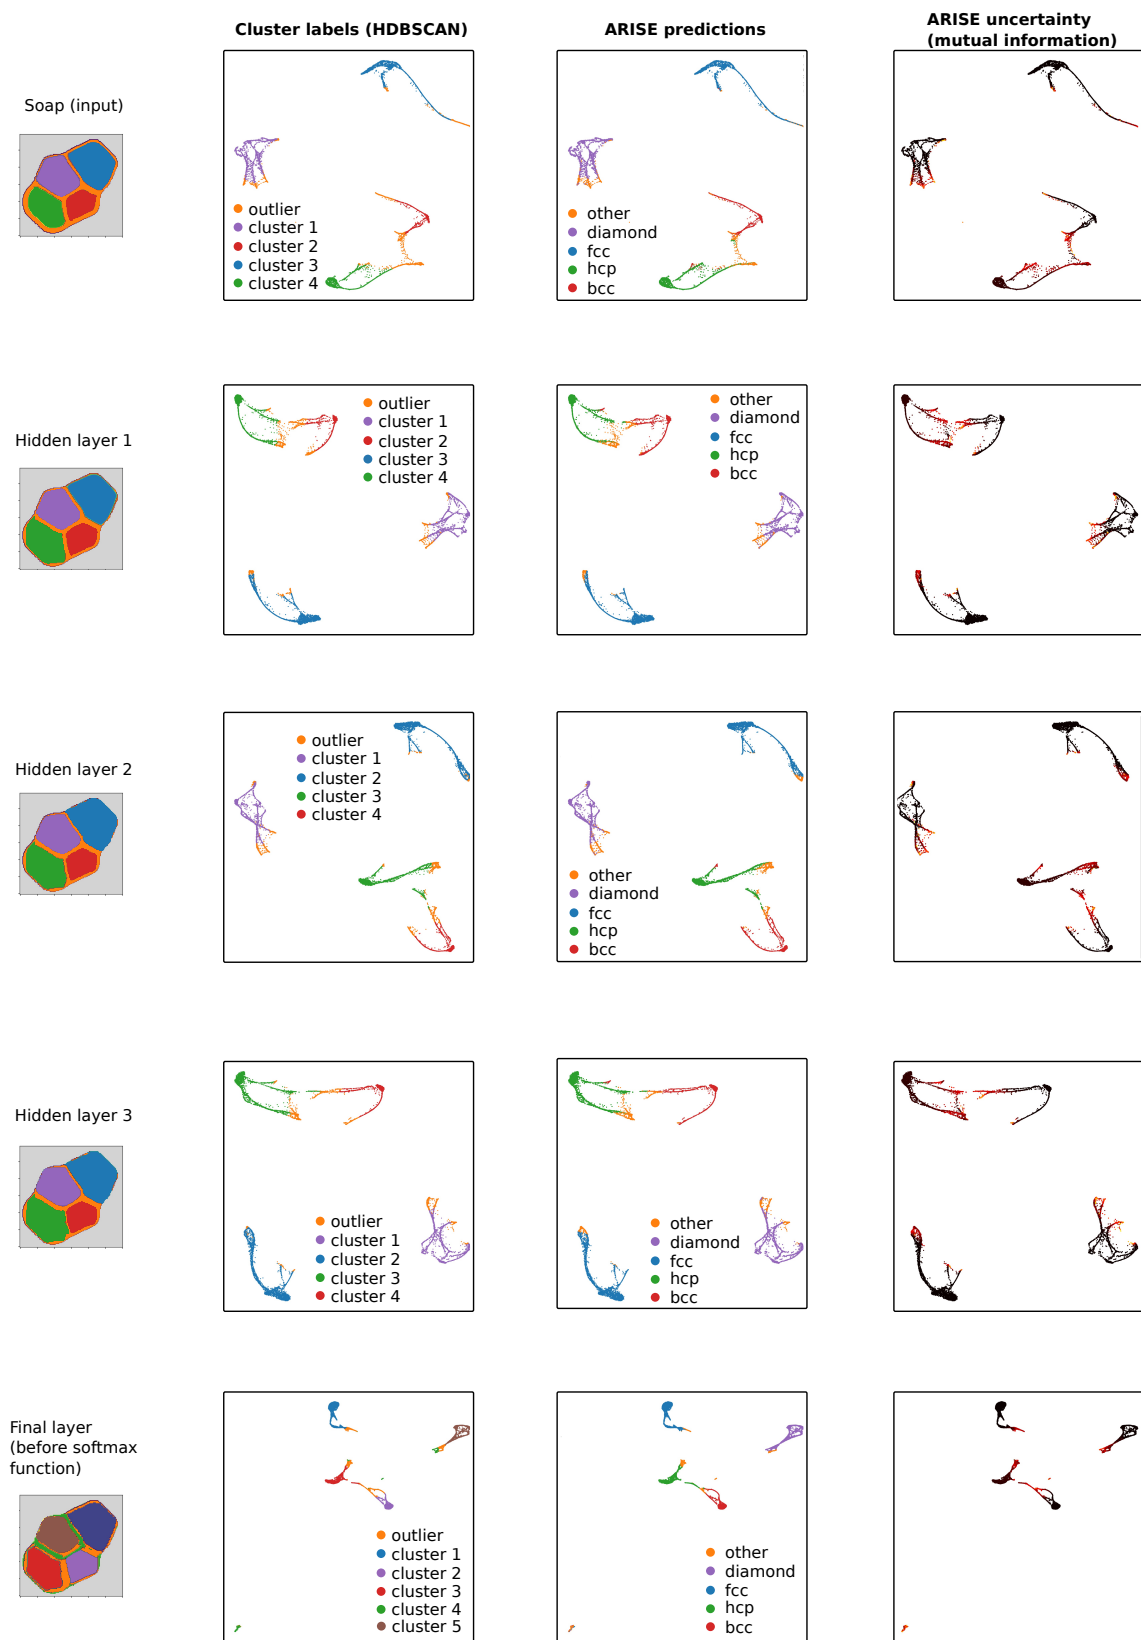 Cluster labels (HDBSCAN)
ARISE predictions
ARISE uncertainty
(mutual information)
Soap (input)
outlier
cluster 1
cluster 2
cluster 3
cluster 4
other
diamond
fcc
hcp
bcc
Hidden layer 1
outlier
cluster 1
cluster 2
cluster 3
cluster 4
other
diamond
fcc
hcp
bcc
Hidden layer 2
outlier
cluster 1
cluster 2
cluster 3
cluster 4
other
diamond
fcc
hcp
bcc
Hidden layer 3
outlier
cluster 1
cluster 2
cluster 3
cluster 4
other
diamond
fcc
hcp
bcc
Final layer
(before softmax
function)
outlier
cluster 1
cluster 2
cluster 3
cluster 4
cluster 5
other
diamond
fcc
hcp
bcc